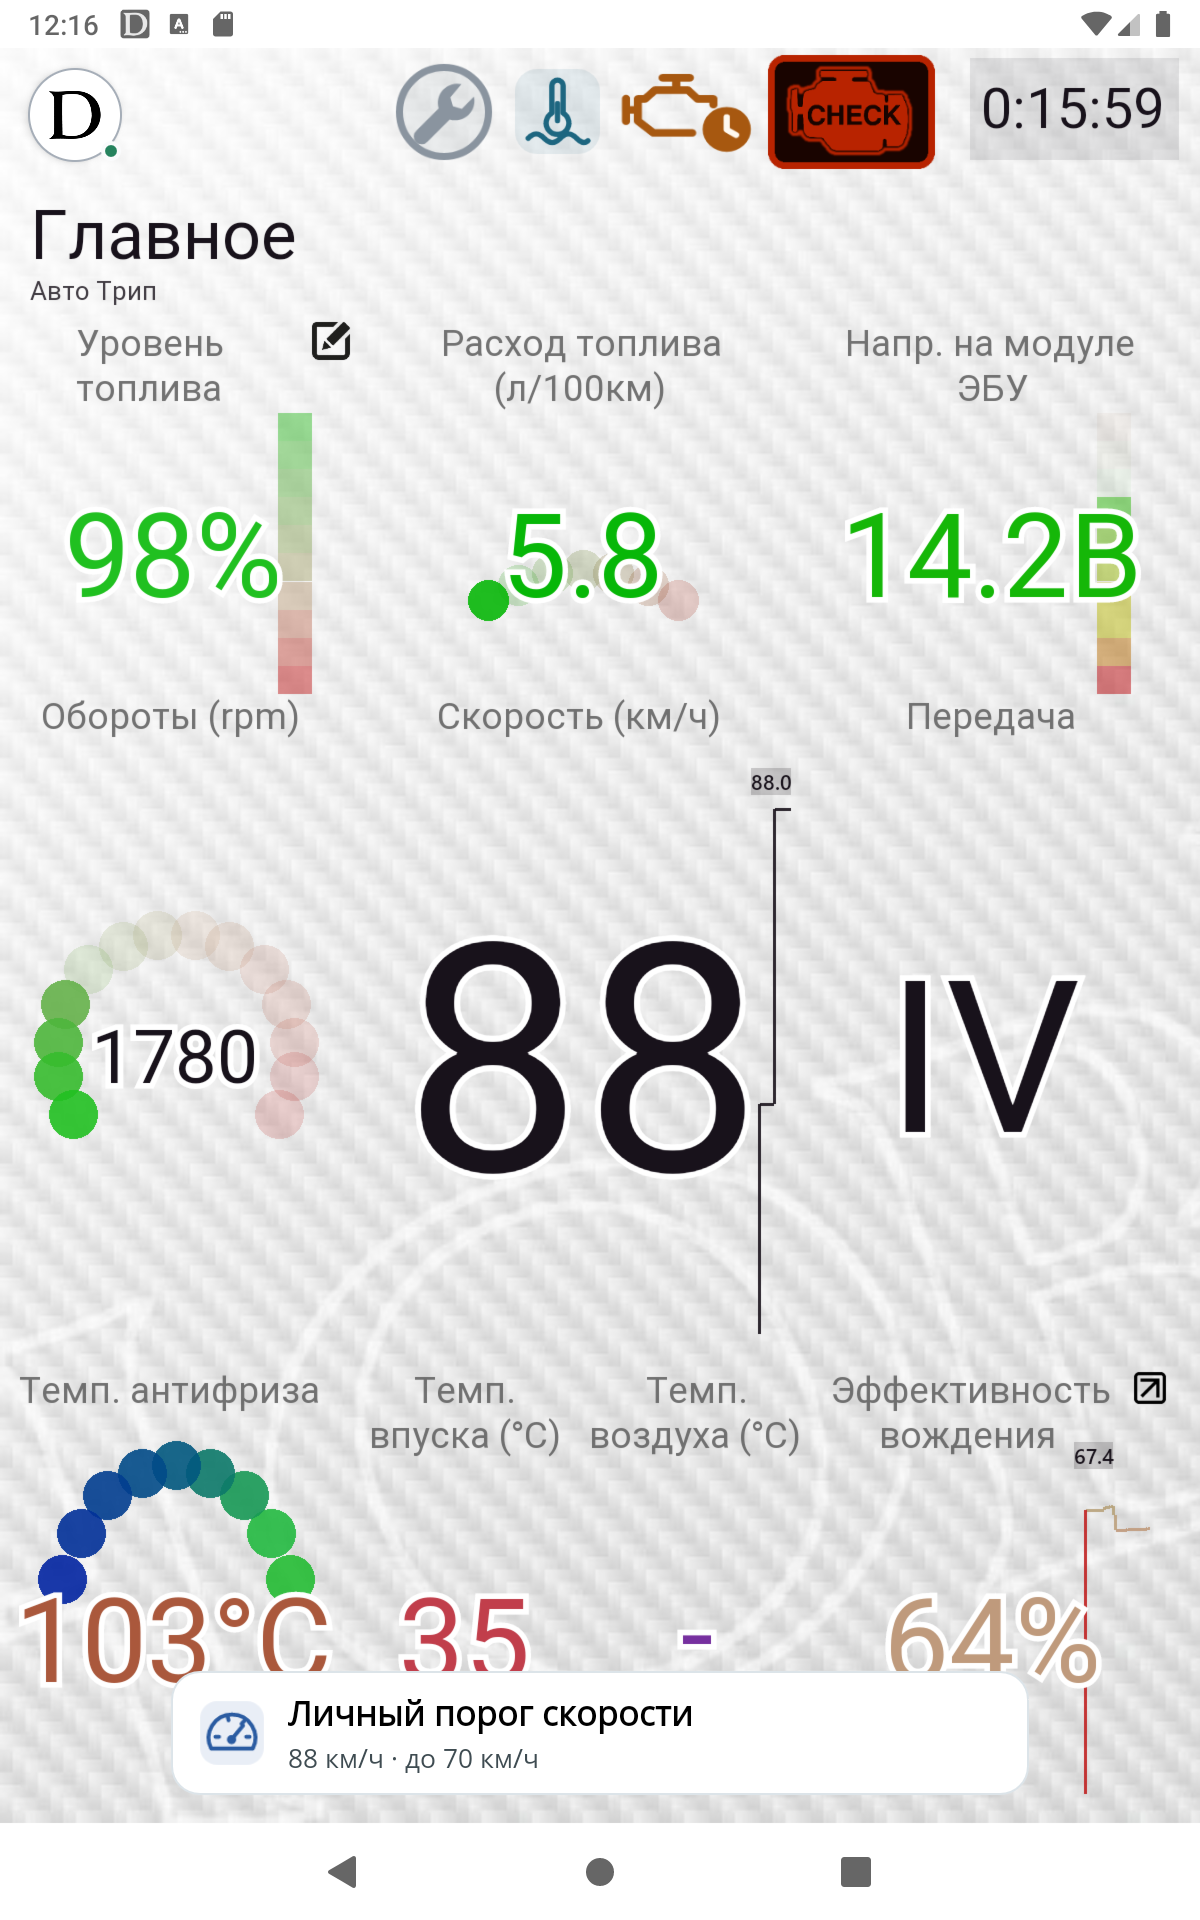 12:16
D
A
D
CHECK
0:15:59
Главное
Авто Трип
Уровень
топлива
Расход топлива
(л/100км)
Напр. на модуле
ЭБУ
98%
5.8
14.2В
Обороты (rpm)
Скорость (км/ч)
Передача
88.0
1780
88
IV
Темп. антифриза
Темп.
впуска (°C)
Темп.
воздуха (°C)
Эффективность
вождения
67.4
103°C
35
-
64%
Личный порог скорости
88 км/ч · до 70 км/ч